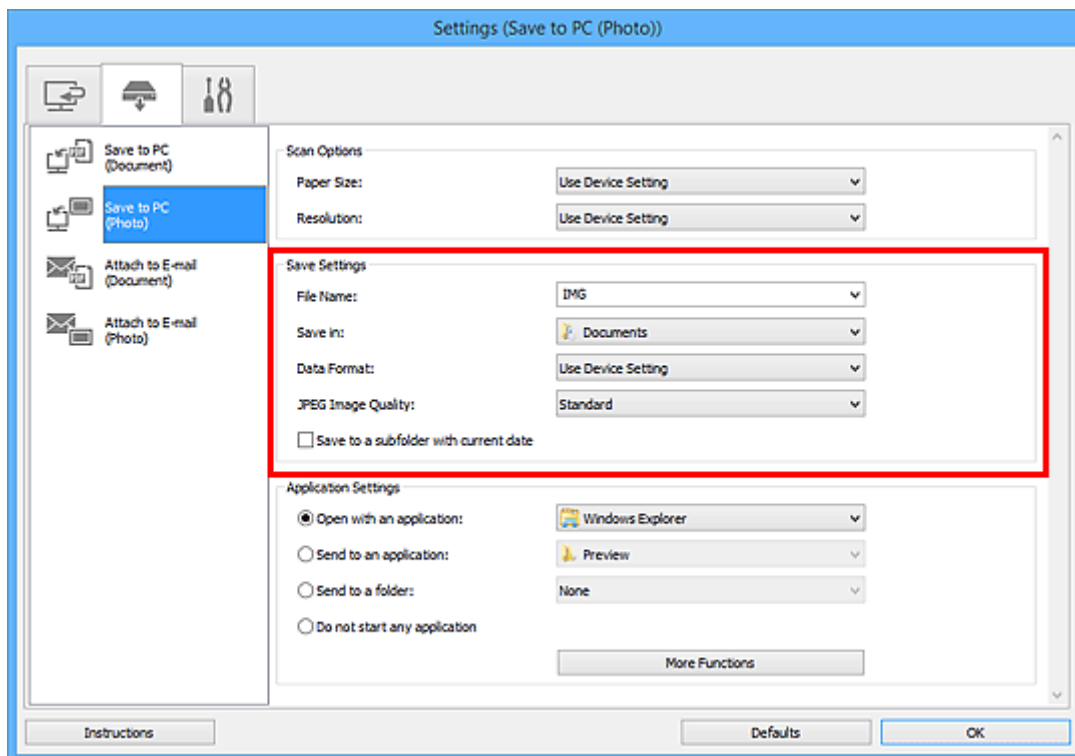 Settings (Save to PC (Photo))
Save to PC
(Document)
Save to PC
(Photo)
Attach to E-mail
(Document)
Attach to E-mail
(Photo)
Scan Options
Paper Size: Use Device Setting
Resolution: Use Device Setting
Save Settings
File Name: IMG
Save in: Documents
Data Format: Use Device Setting
JPEG Image Quality: Standard
Save to a subfolder with current date
Application Settings
Open with an application: Windows Explorer
Send to an application: Preview
Send to a folder: None
Do not start any application
More Functions
Instructions Defaults OK